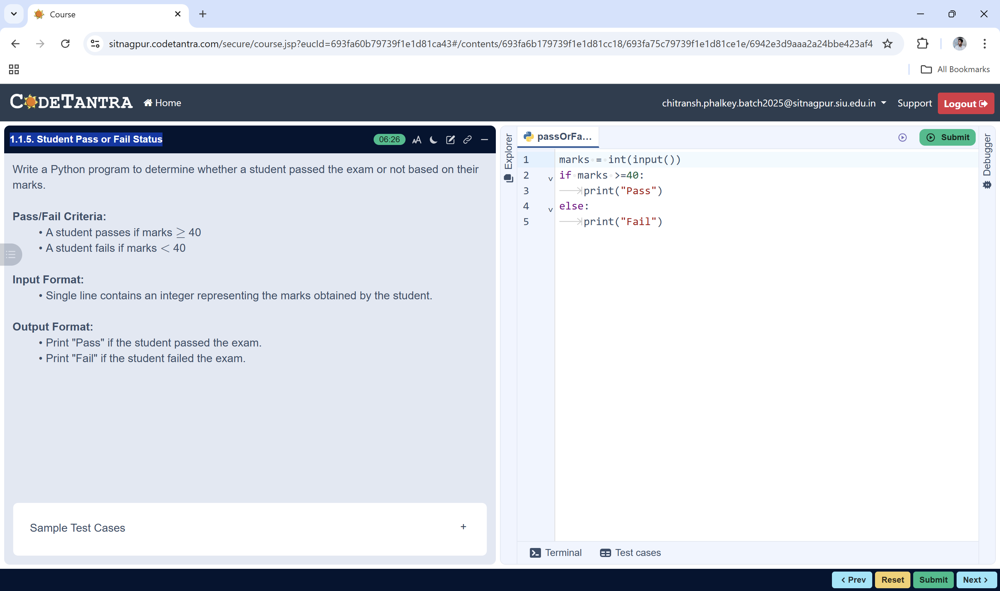 Course
sitnagpur.codetantra.com/secure/course.jsp?eucId=693fa60b79739f1e1d81ca43#/contents/693fa6b179739f1e1d81cc18/693fa75c79739f1e1d81ce1e/6942e3d9aaa2a24bbe423af4
All Bookmarks
CODETANTRA Home chitransh.phalkey.batch2025@sitnagpur.siu.edu.in Support Logout
1.1.5. Student Pass or Fail Status 06:26 AA
Write a Python program to determine whether a student passed the exam or not based on their
marks.
Pass/Fail Criteria:
• A student passes if marks ≥ 40
• A student fails if marks < 40
Input Format:
• Single line contains an integer representing the marks obtained by the student.
Output Format:
• Print "Pass" if the student passed the exam.
• Print "Fail" if the student failed the exam.
Sample Test Cases +
Explorer
passOrFa...
Submit
1 marks = int(input())
2 if marks >=40:
3 print("Pass")
4 else:
5 print("Fail")
Debugger
Terminal Test cases
< Prev Reset Submit Next >